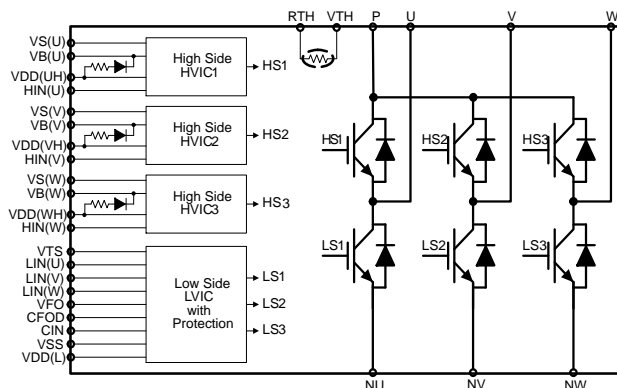 RTH VTH P U V W
VS(U)
VB(U)
VDD(UH)
HIN(U)
High Side
HVIC1
HS1
VS(V)
VB(V)
VDD(VH)
HIN(V)
High Side
HVIC2
HS2
VS(W)
VB(W)
VDD(WH)
HIN(W)
High Side
HVIC3
HS3
VTS
LIN(U)
LIN(V)
LIN(W)
VFO
CFOD
CIN
VSS
VDD(L)
Low Side
LVIC
with
Protection
LS1
LS2
LS3
HS1 HS2 HS3
LS1 LS2 LS3
NU NV NW